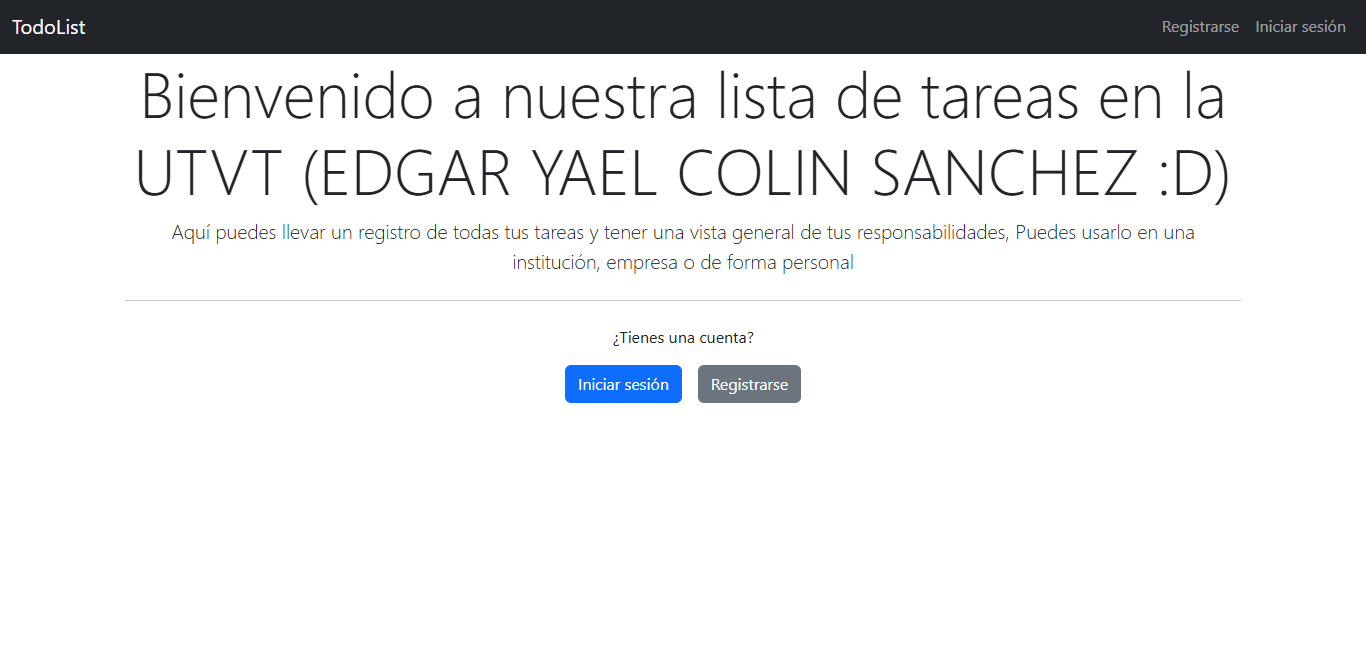 TodoList
Registrarse
Iniciar sesión
Bienvenido a nuestra lista de tareas en la
UTVT (EDGAR YAEL COLIN SANCHEZ :D)
Aquí puedes llevar un registro de todas tus tareas y tener una vista general de tus responsabilidades, Puedes usarlo en una
institución, empresa o de forma personal
¿Tienes una cuenta?
Iniciar sesión
Registrarse